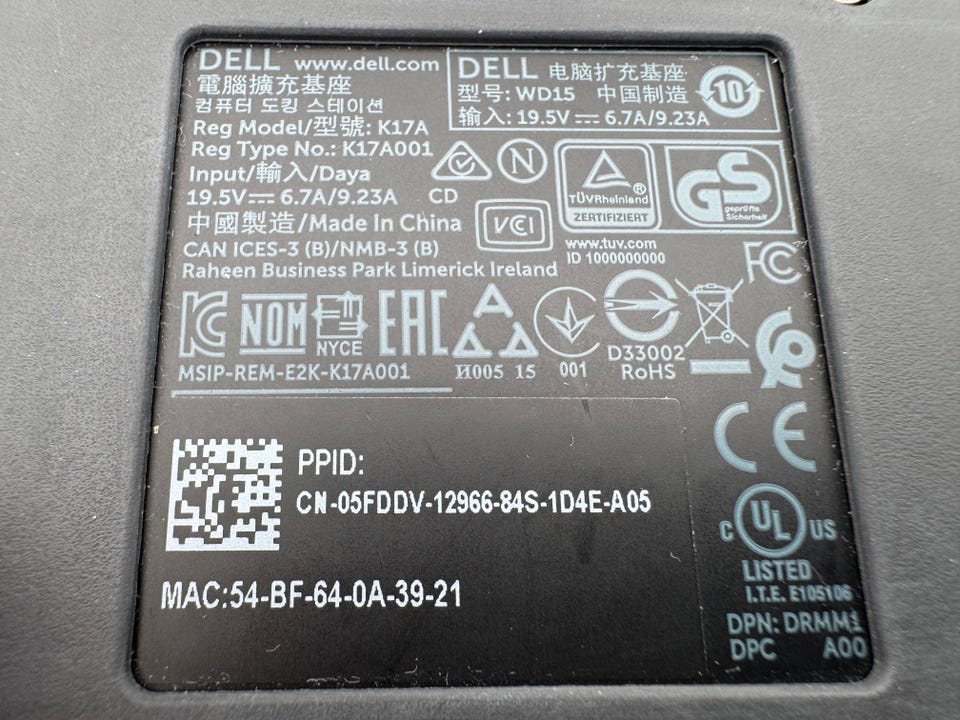 DELL www.dell.com
電腦擴充基座
컴퓨터 도킹 스테이션
Reg Model/型號: K17A
Reg Type No.: K17A001
Input/輸入/Daya
19.5V⎓ 6.7A/9.23A CD
中國製造/Made In China
CAN ICES-3 (B)/NMB-3 (B)
Raheen Business Park Limerick Ireland
DELL 电脑扩充基座
型号: WD15 中国制造
输入: 19.5V⎓ 6.7A/9.23A
10
N
VCI
TÜVRheinland
ZERTIFIZIERT
GS
geprüfte
Sicherheit
www.tuv.com
ID 1000000000
FC
KC
NOM
NYCE
EAC
MSIP-REM-E2K-K17A001
И005 15
001
D33002
RoHS
CE
PPID:
CN-05FDDV-12966-84S-1D4E-A05
MAC:54-BF-64-0A-39-21
C UL US
LISTED
I.T.E. E105106
DPN: DRMM1
DPC A00